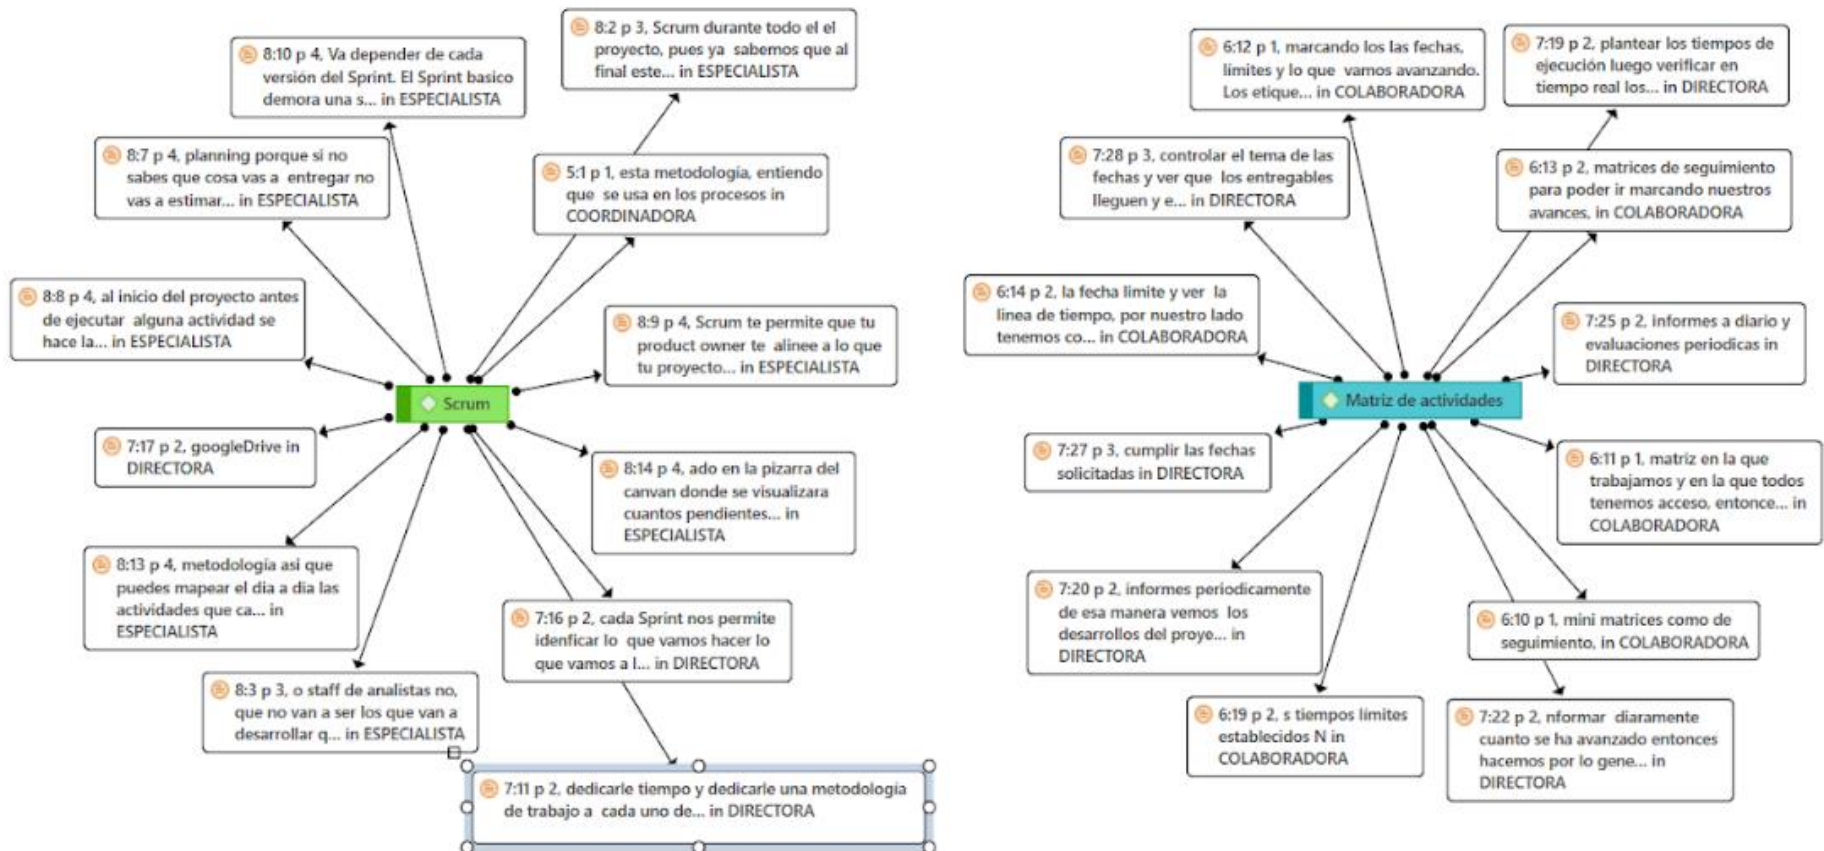 8:10 p 4, Va depender de cada
versión del Sprint. El Sprint basico
demora una s... in ESPECIALISTA
8:2 p 3, Scrum durante todo el el
proyecto, pues ya sabemos que al
final este... in ESPECIALISTA
8:7 p 4, planning porque si no
sabes que cosa vas a entregar no
vas a estimar... in ESPECIALISTA
5:1 p 1, esta metodología, entiendo
que se usa en los procesos in
COORDINADORA
8:8 p 4, al inicio del proyecto antes
de ejecutar alguna actividad se
hace la... in ESPECIALISTA
8:9 p 4, Scrum te permite que tu
product owner te alinee a lo que
tu proyecto... in ESPECIALISTA
Scrum
7:17 p 2, googleDrive in
DIRECTORA
8:14 p 4, ado en la pizarra del
canvan donde se visualizara
cuantos pendientes... in
ESPECIALISTA
8:13 p 4, metodología asi que
puedes mapear el dia a dia las
actividades que ca... in
ESPECIALISTA
7:16 p 2, cada Sprint nos permite
idenficar lo que vamos hacer lo
que vamos a l... in DIRECTORA
8:3 p 3, o staff de analistas no,
que no van a ser los que van a
desarrollar q... in ESPECIALISTA
7:11 p 2, dedicarle tiempo y dedicarle una metodología
de trabajo a cada uno de... in DIRECTORA
6:12 p 1, marcando los las fechas,
limites y lo que vamos avanzando.
Los etique... in COLABORADORA
7:19 p 2, plantear los tiempos de
ejecución luego verificar en
tiempo real los... in DIRECTORA
7:28 p 3, controlar el tema de las
fechas y ver que los entregables
lleguen y e... in DIRECTORA
6:13 p 2, matrices de seguimiento
para poder ir marcando nuestros
avances, in COLABORADORA
6:14 p 2, la fecha limite y ver la
linea de tiempo, por nuestro lado
tenemos co... in COLABORADORA
7:25 p 2, informes a diario y
evaluaciones periodicas in
DIRECTORA
Matriz de actividades
7:27 p 3, cumplir las fechas
solicitadas in DIRECTORA
6:11 p 1, matriz en la que
trabajamos y en la que todos
tenemos acceso, entonce... in
COLABORADORA
7:20 p 2, informes periodicamente
de esa manera vemos los
desarrollos del proye... in
DIRECTORA
6:10 p 1, mini matrices como de
seguimiento, in COLABORADORA
6:19 p 2, s tiempos límites
establecidos N in
COLABORADORA
7:22 p 2, nformar diaramente
cuanto se ha avanzado entonces
hacemos por lo gene... in
DIRECTORA